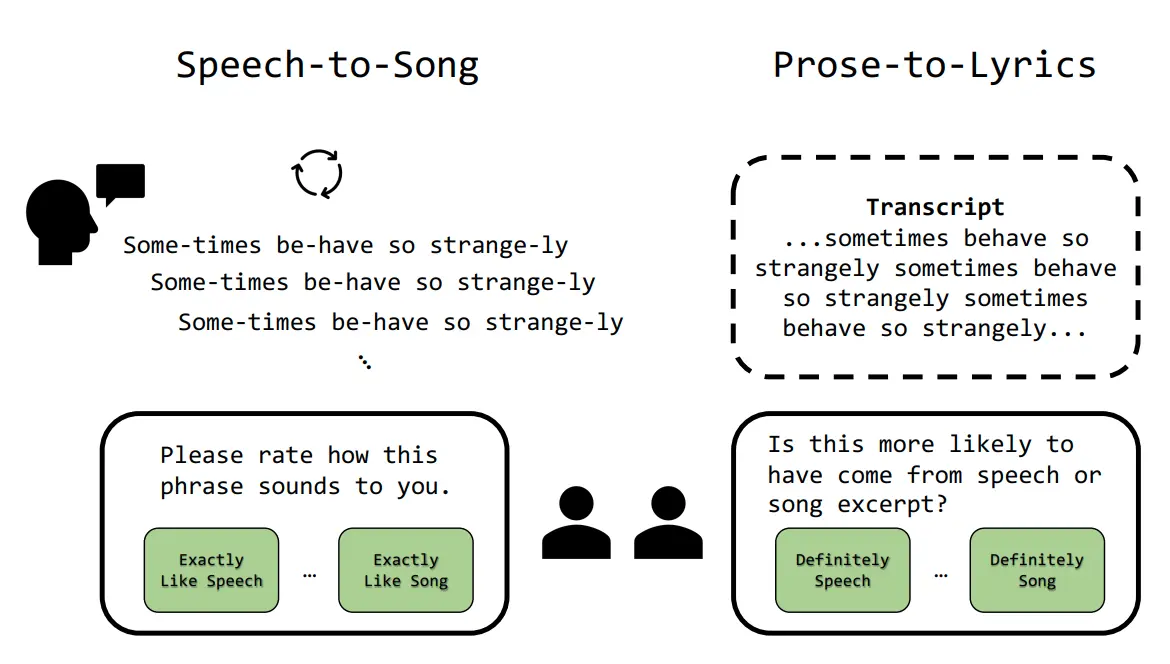 Speech-to-Song
Some-times be-have so strange-ly
Some-times be-have so strange-ly
Some-times be-have so strange-ly
Please rate how this
phrase sounds to you.
Exactly
Like Speech
...
Exactly
Like Song
Prose-to-Lyrics
Transcript
...sometimes behave so
strangely sometimes behave
so strangely sometimes
behave so strangely...
Is this more likely to
have come from speech or
song excerpt?
Definitely
Speech
...
Definitely
Song